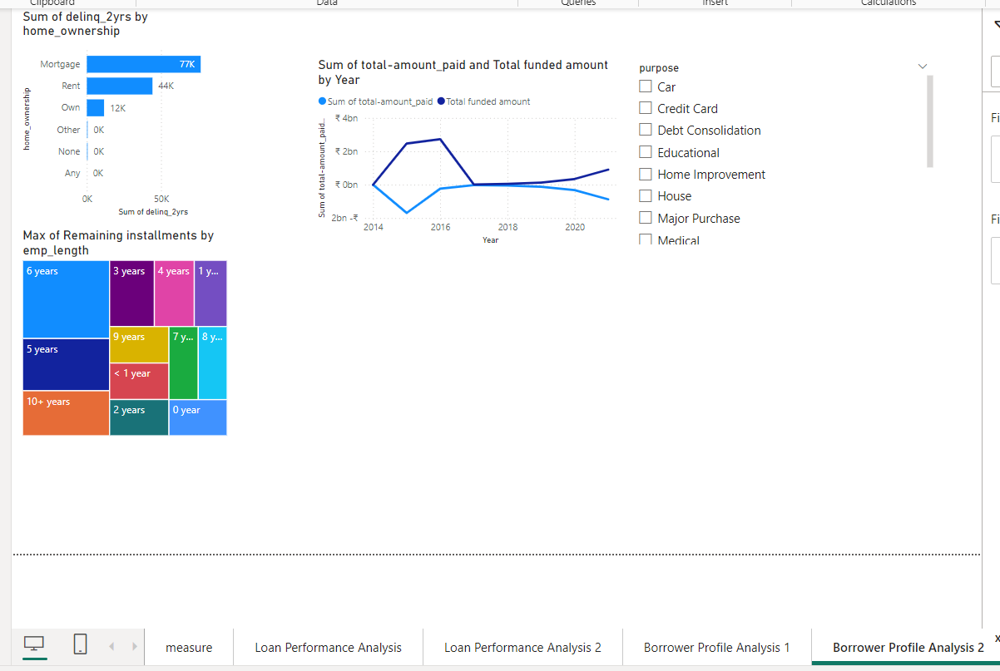 Clipboard
Data
Queries
Insert
Calculations
Sum of delinq_2yrs by
home_ownership
home_ownership
Mortgage
77K
Rent
44K
Own
12K
Other
0K
None
0K
Any
0K
0K
50K
Sum of delinq_2yrs
Sum of total-amount_paid and Total funded amount
by Year
Sum of total-amount_paid
Total funded amount
Sum of total-amount_paid...
₹ 4bn
₹ 2bn
₹ 0bn
2bn -₹
2014
2016
2018
2020
Year
purpose
Car
Credit Card
Debt Consolidation
Educational
Home Improvement
House
Major Purchase
Medical
Fi
Fi
Max of Remaining installments by
emp_length
6 years
3 years
4 years
1 y...
5 years
9 years
7 y...
8 y...
< 1 year
10+ years
2 years
0 year
measure
Loan Performance Analysis
Loan Performance Analysis 2
Borrower Profile Analysis 1
Borrower Profile Analysis 2